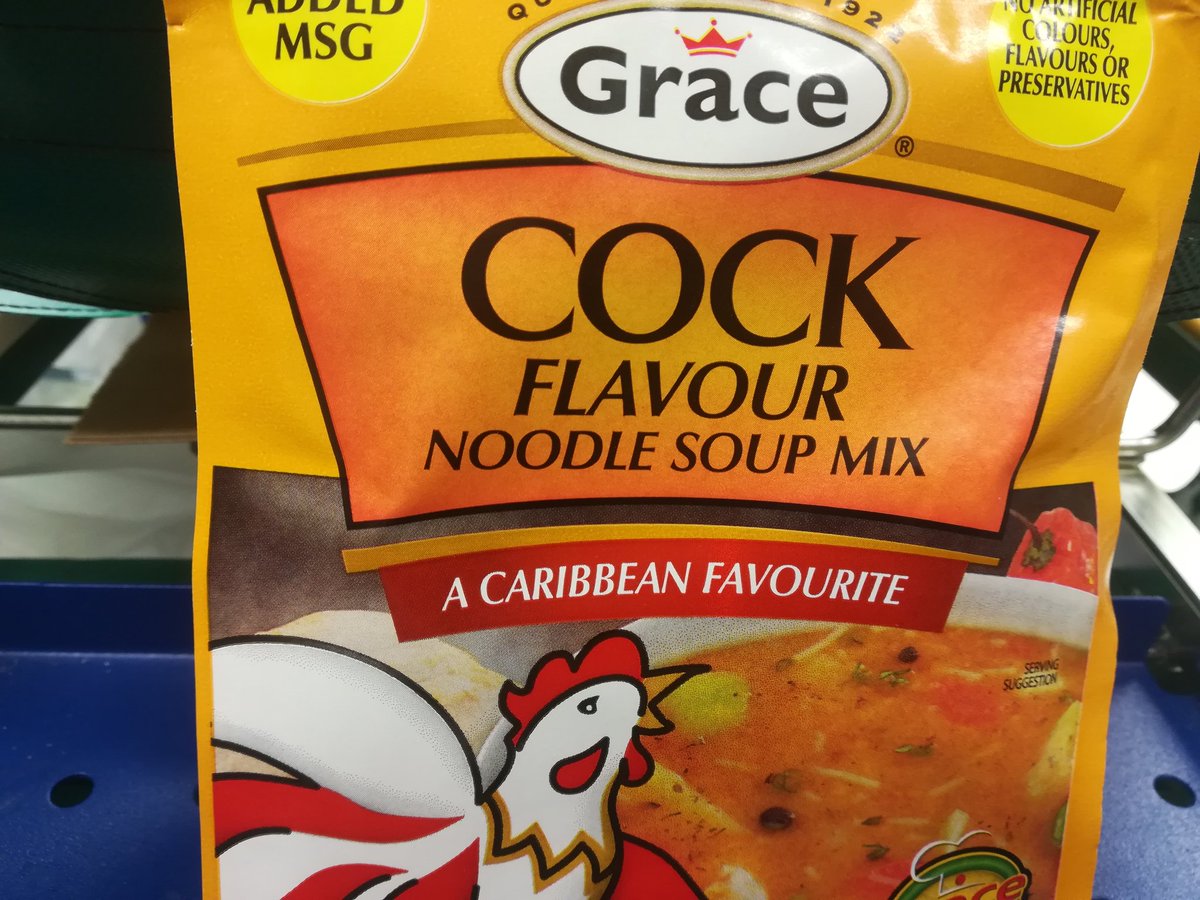 ADDED
MSG
Grace
®
NO ARTIFICIAL
COLOURS,
FLAVOURS OR
PRESERVATIVES
COCK
FLAVOUR
NOODLE SOUP MIX
A CARIBBEAN FAVOURITE
SERVING
SUGGESTION